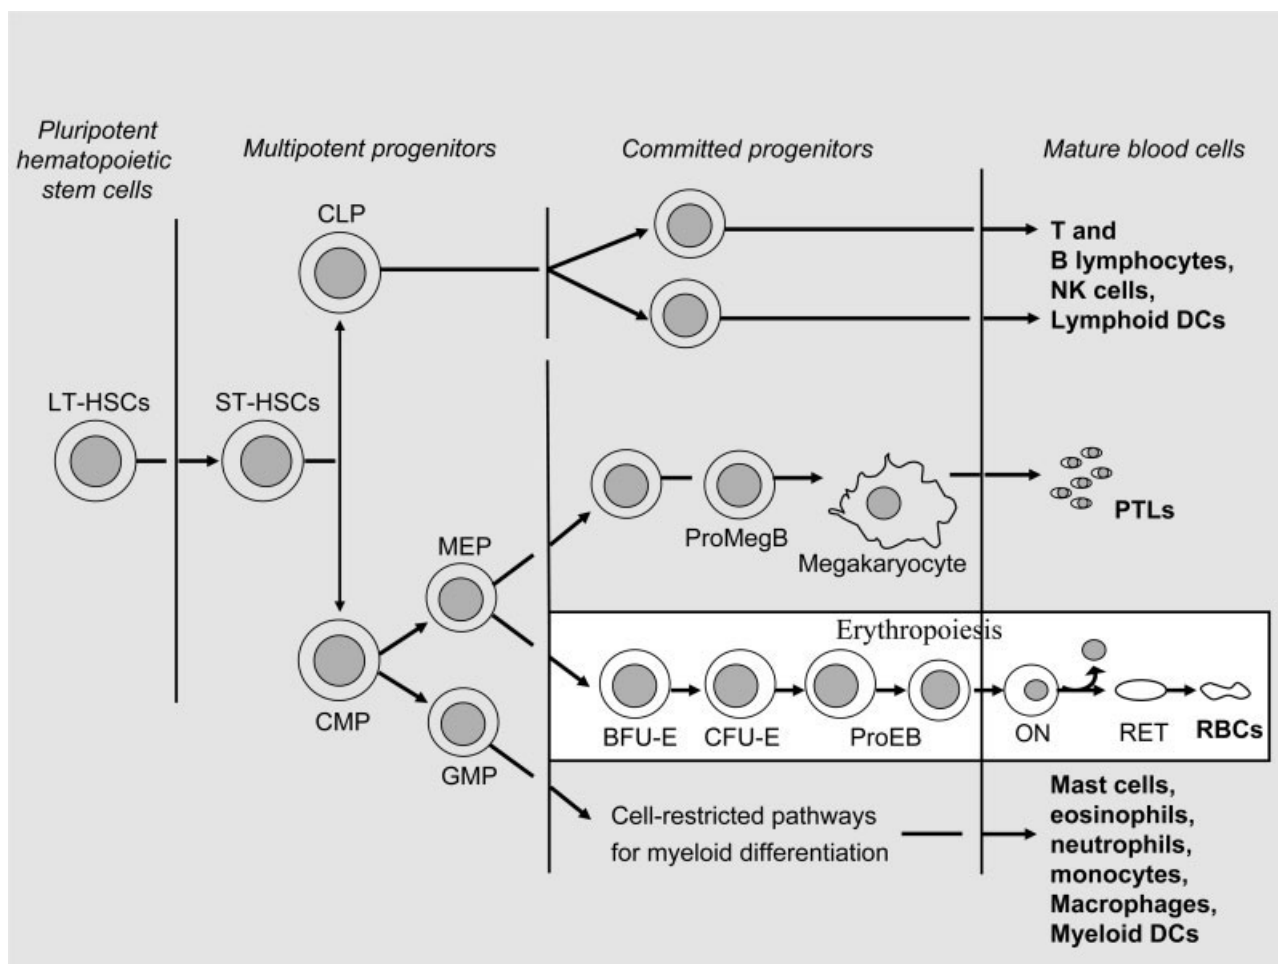 Pluripotent
hematopoietic
stem cells
Multipotent progenitors
Committed progenitors
Mature blood cells
CLP
T and
B lymphocytes,
NK cells,
Lymphoid DCs
LT-HSCs
ST-HSCs
ProMegB
Megakaryocyte
PTLs
MEP
CMP
GMP
Erythropoiesis
BFU-E
CFU-E
ProEB
ON
RET
RBCs
Cell-restricted pathways
for myeloid differentiation
Mast cells,
eosinophils,
neutrophils,
monocytes,
Macrophages,
Myeloid DCs